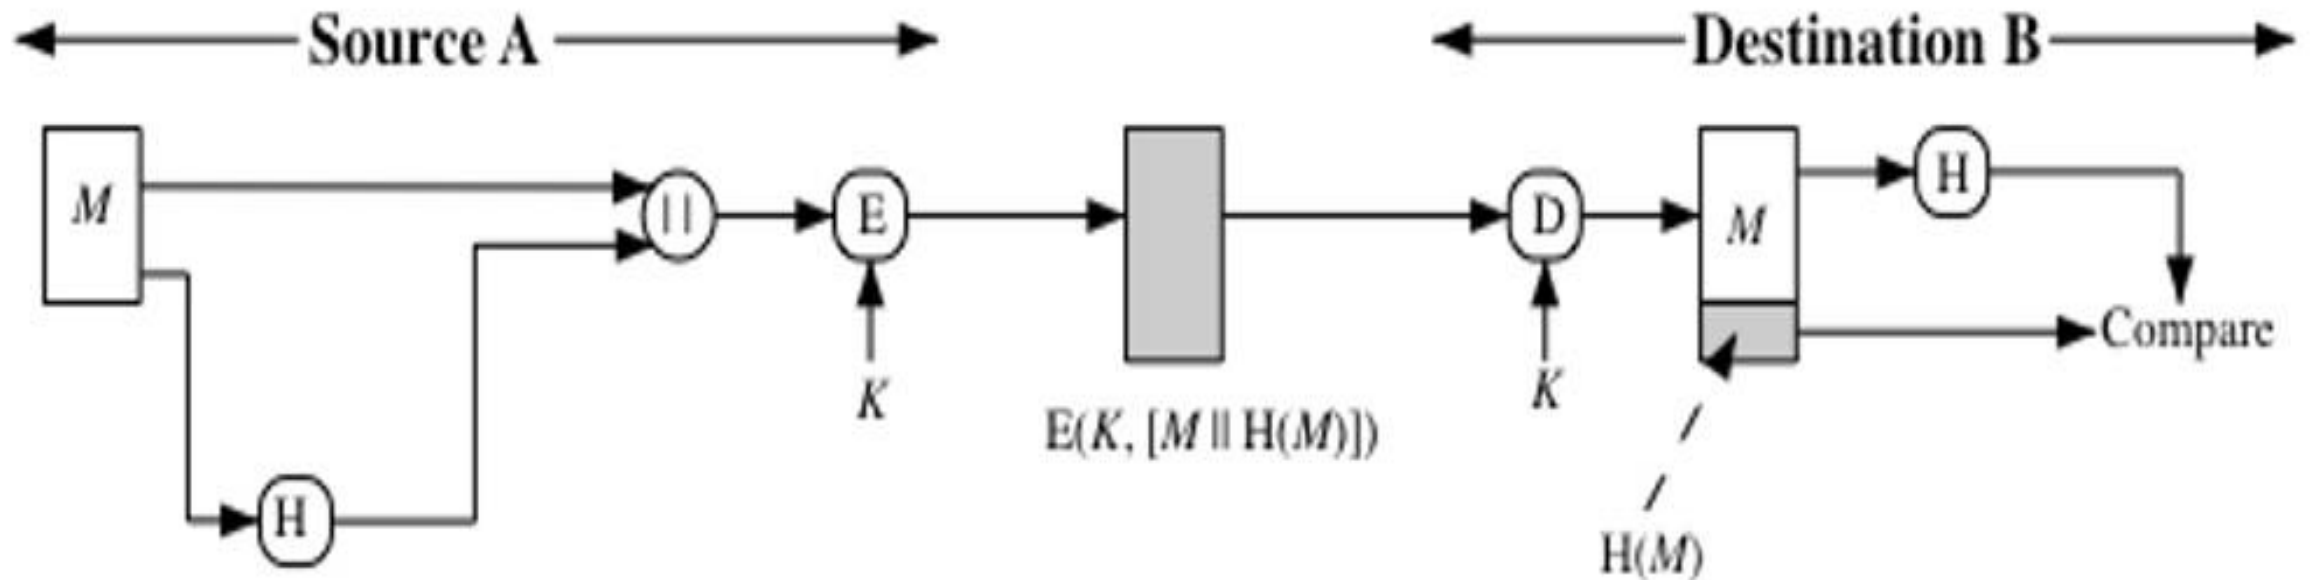 Source A
Destination B
M
||
E
D
M
H
K
K
Compare
E(K, [M || H(M)])
H
H(M)